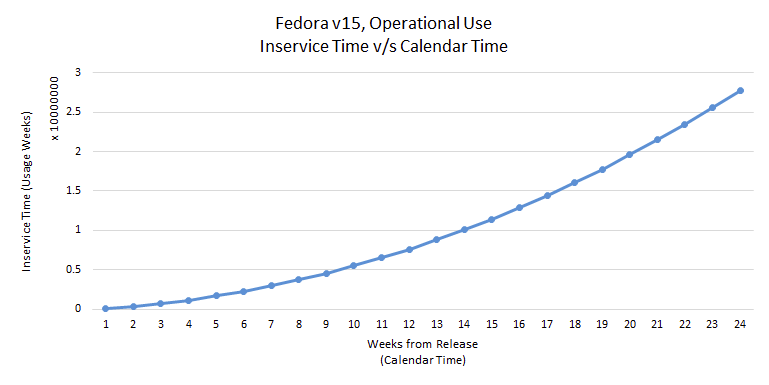 Fedora v15, Operational Use
Inservice Time v/s Calendar Time
Inservice Time (Usage Weeks)
x 10000000
3
2.5
2
1.5
1
0.5
0
1 2 3 4 5 6 7 8 9 10 11 12 13 14 15 16 17 18 19 20 21 22 23 24
Weeks from Release
(Calendar Time)